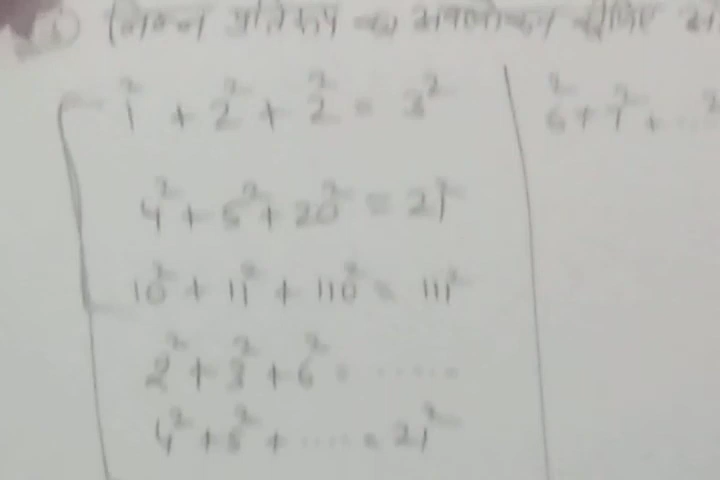 1² + 2² + 2² = 3²
4² + 5² + 20² = 21²
10² + 11² + 110² = 111²
2² + 3² + 6² = ......
4² + 5² + .... = 21²
6² + 7² + ... 2